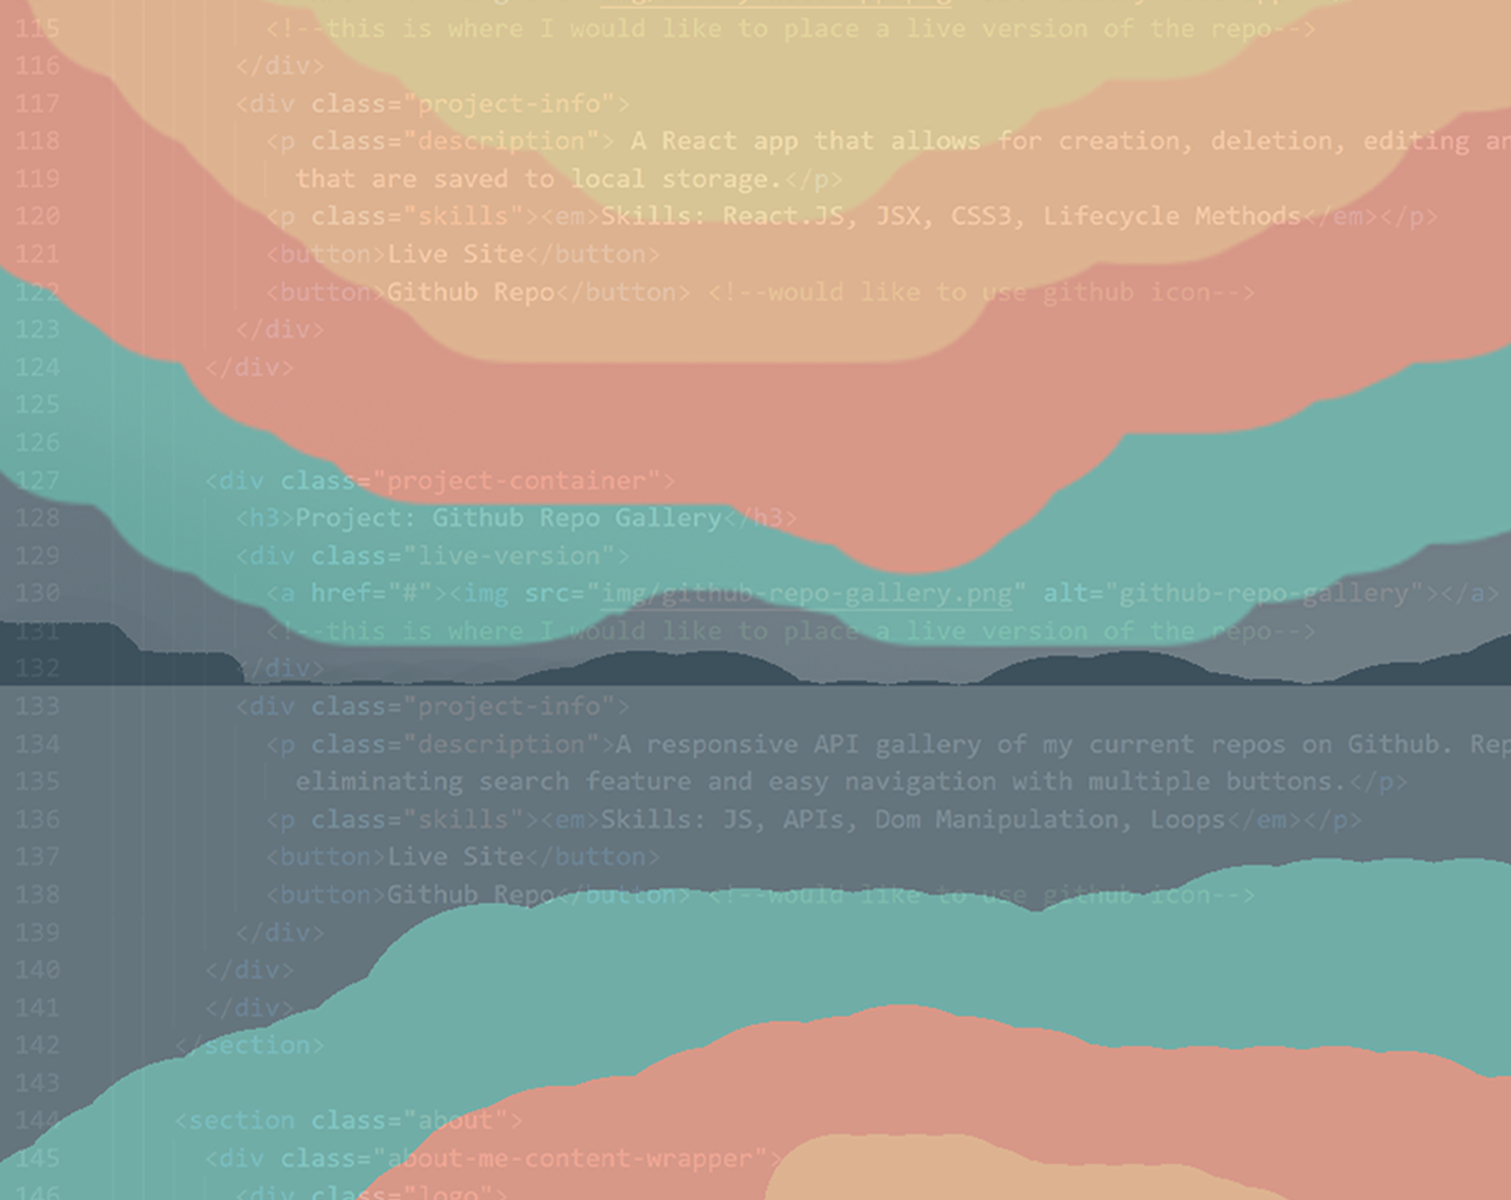 115 <!--this is where I would like to place a live version of the repo-->
116 </div>
117 <div class="project-info">
118 <p class="description"> A React app that allows for creation, deletion, editing an
119 that are saved to local storage.</p>
120 <p class="skills"><em>Skills: React.JS, JSX, CSS3, Lifecycle Methods</em></p>
121 <button>Live Site</button>
122 <button>Github Repo</button> <!--would like to use github icon-->
123 </div>
124 </div>
125
126
127 <div class="project-container">
128 <h3>Project: Github Repo Gallery</h3>
129 <div class="live-version">
130 <a href="#"><img src="img/github-repo-gallery.png" alt="github-repo-gallery"></a>
131 <!--this is where I would like to place a live version of the repo-->
132 </div>
133 <div class="project-info">
134 <p class="description">A responsive API gallery of my current repos on Github. Rep
135 eliminating search feature and easy navigation with multiple buttons.</p>
136 <p class="skills"><em>Skills: JS, APIs, Dom Manipulation, Loops</em></p>
137 <button>Live Site</button>
138 <button>Github Repo</button> <!--would like to use github icon-->
139 </div>
140 </div>
141 </div>
142 </section>
143
144 <section class="about">
145 <div class="about-me-content-wrapper">
146 <div class="logo">